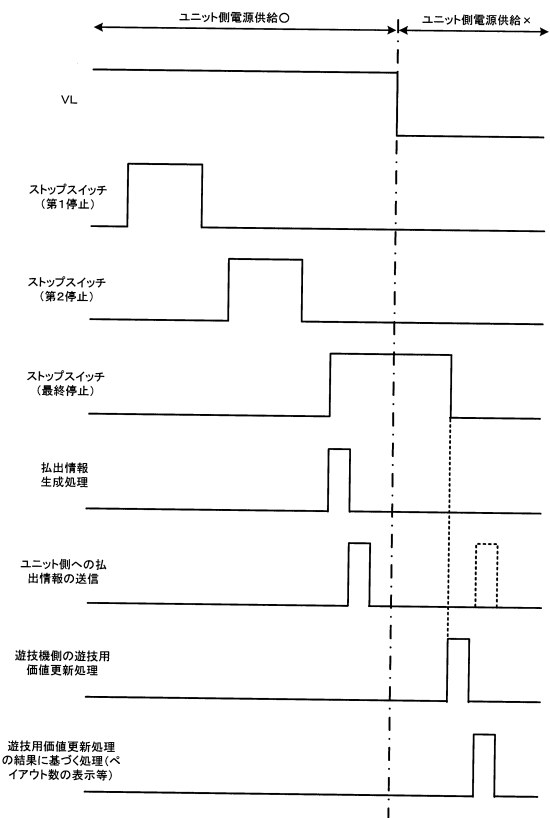 ユニット側電源供給○
ユニット側電源供給×
VL
ストップスイッチ
(第1停止)
ストップスイッチ
(第2停止)
ストップスイッチ
(最終停止)
払出情報
生成処理
ユニット側への払
出情報の送信
遊技機側の遊技用
価値更新処理
遊技用価値更新処理
の結果に基づく処理(ペ
イアウト数の表示等)